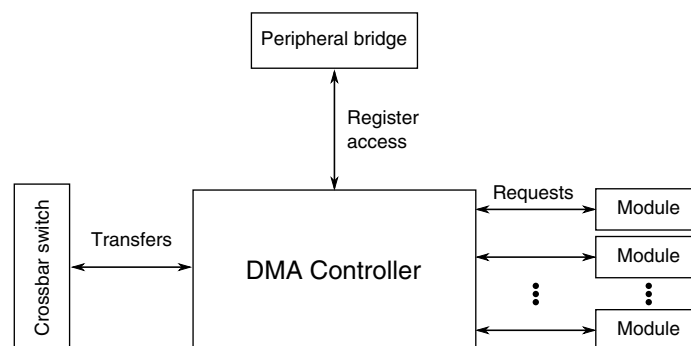 Peripheral bridge
Register
access
Requests
Module
Crossbar switch
Transfers
DMA Controller
Module
Module